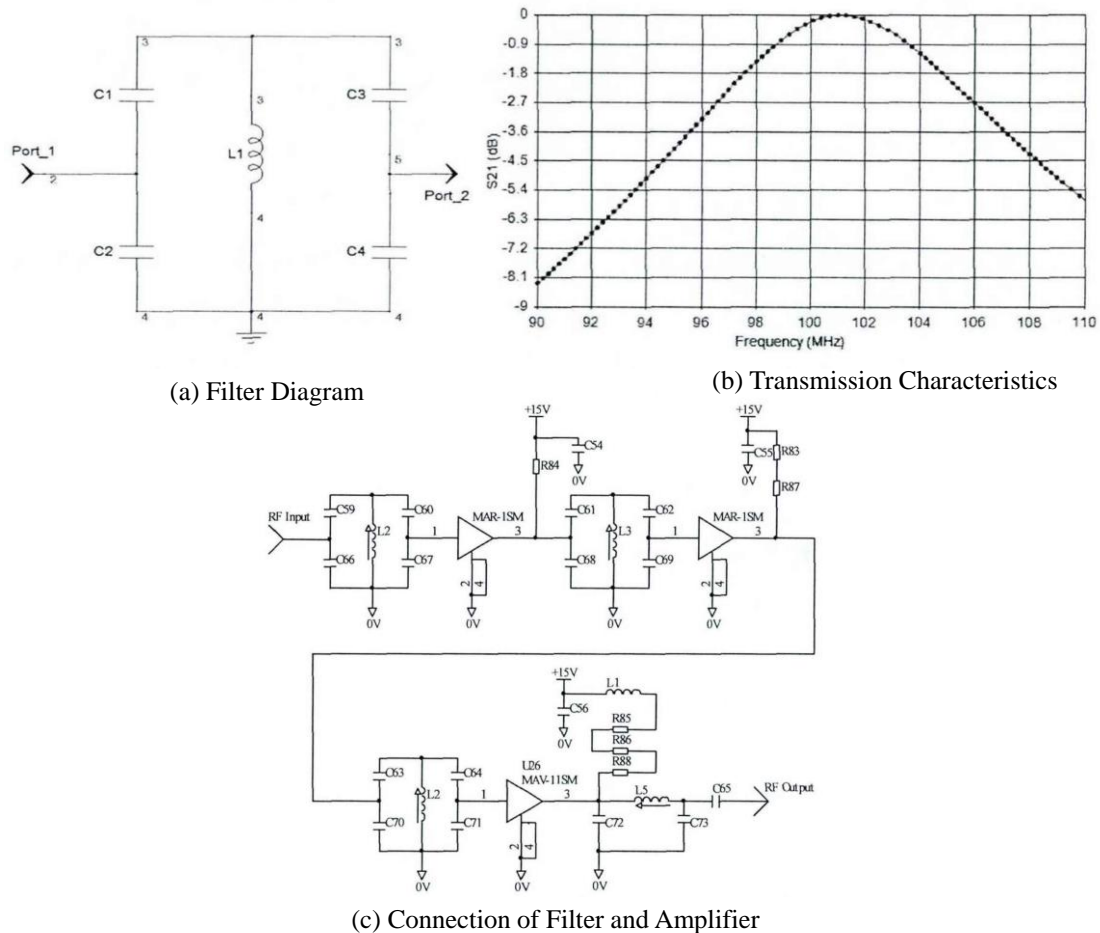 3
3
C1
3
C3
Port_1
2
L1
5
Port_2
4
C2
C4
4
4
4
(a) Filter Diagram
0
-0.9
-1.8
-2.7
-3.6
-4.5
-5.4
-6.3
-7.2
-8.1
-9
S21 (dB)
90 92 94 96 98 100 102 104 106 108 110
Frequency (MHz)
(b) Transmission Characteristics
+15V
C54
R84
0V
+15V
C55
R83
0V
R87
RF Input
C59
C60
L2
C66
C67
0V
MAR-1SM
1
3
2
4
0V
C61
C62
L3
C68
C69
0V
MAR-1SM
1
3
2
4
0V
+15V
L1
C56
0V
R85
R86
R88
C63
C64
L2
C70
C71
0V
U26
MAV-11SM
1
3
2
4
0V
L5
C65
RF Output
C72
C73
0V
(c) Connection of Filter and Amplifier